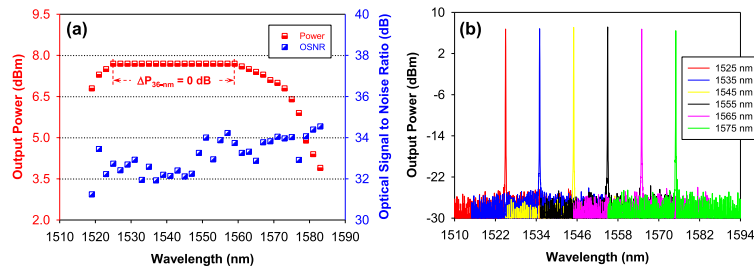 (a)
Power
OSNR
ΔP36-nm = 0 dB
Output Power (dBm)
9.5
8.0
6.5
5.0
3.5
2.0
Optical Signal to Noise Ratio (dB)
40
38
36
34
32
30
1510 1520 1530 1540 1550 1560 1570 1580 1590
Wavelength (nm)
(b)
1525 nm
1535 nm
1545 nm
1555 nm
1565 nm
1575 nm
Output Power (dBm)
10
2
-6
-14
-22
-30
1510 1522 1534 1546 1558 1570 1582 1594
Wavelength (nm)